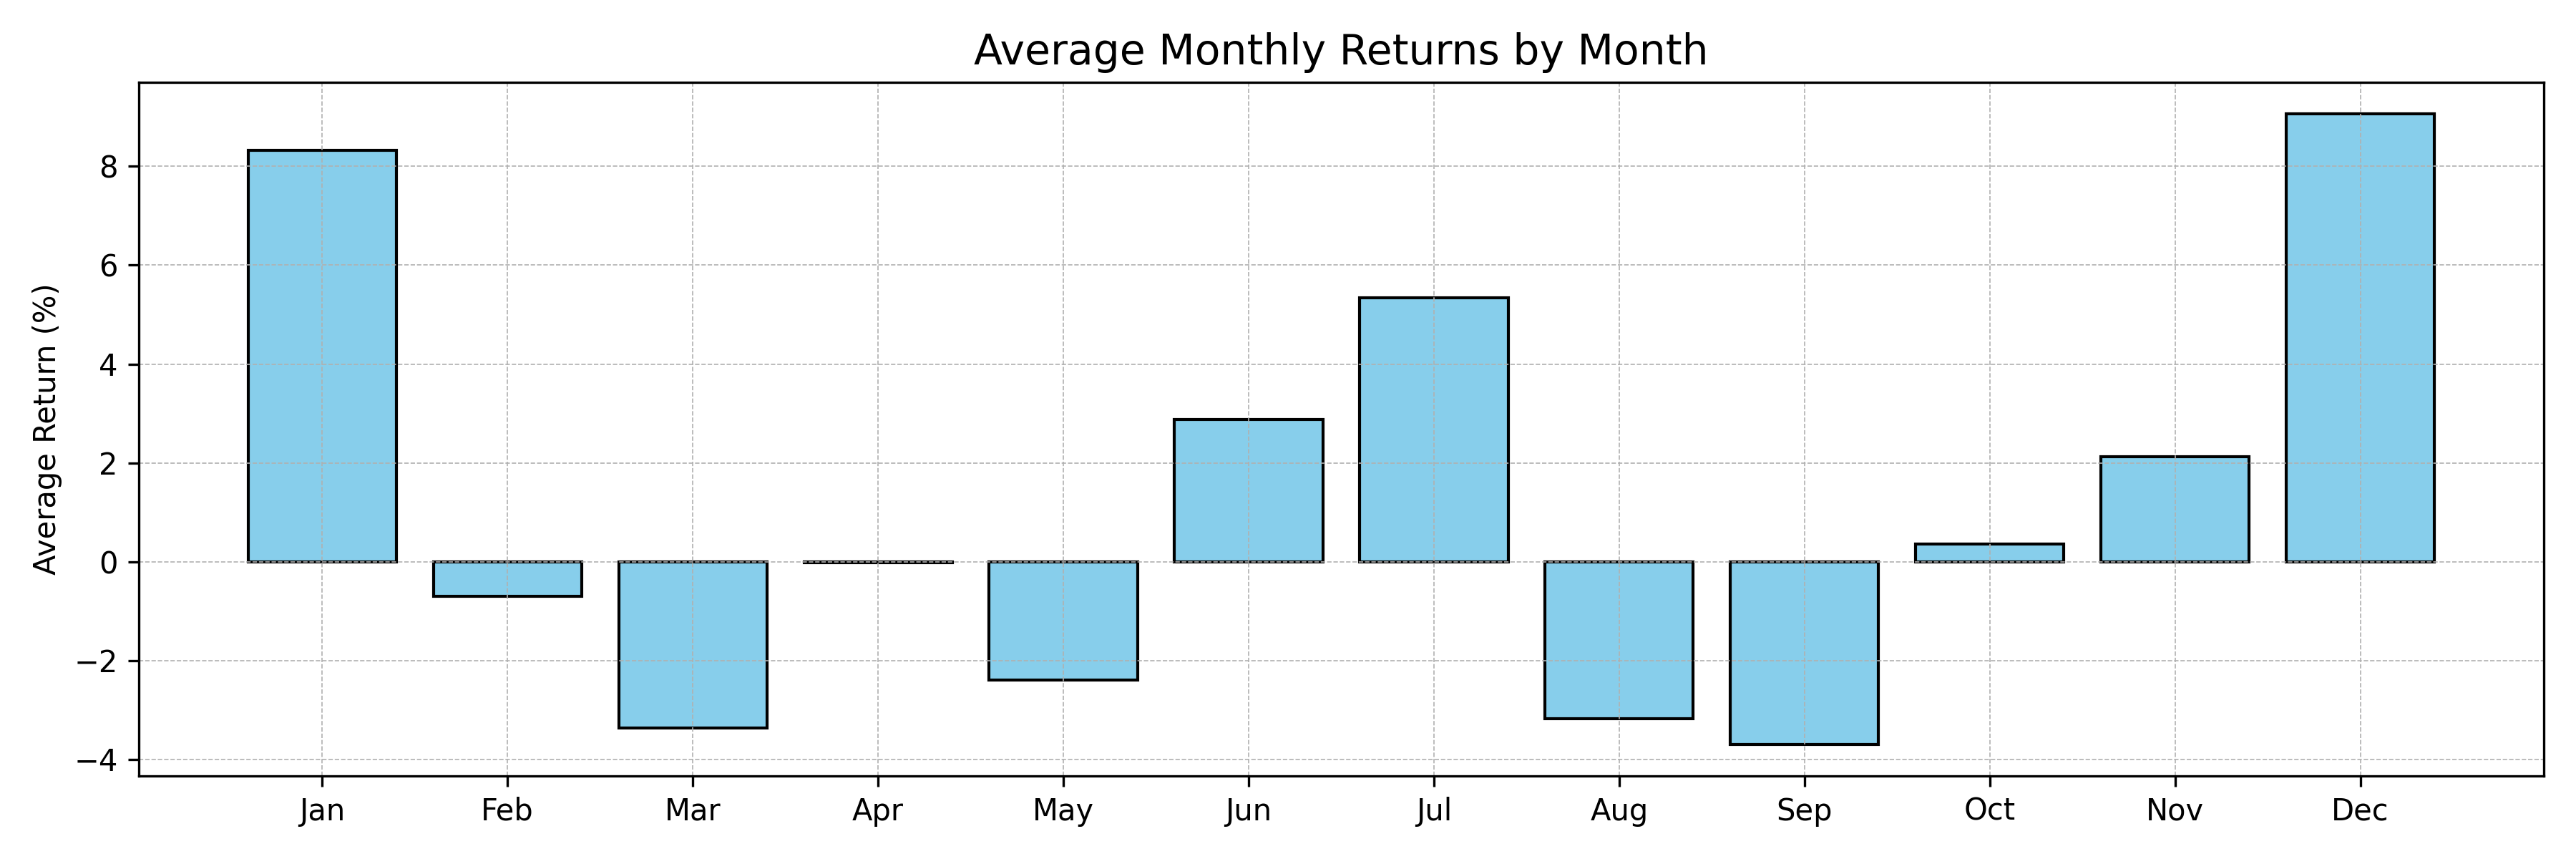 Average Monthly Returns by Month
Average Return (%)
8
6
4
2
0
−2
−4
Jan Feb Mar Apr May Jun Jul Aug Sep Oct Nov Dec